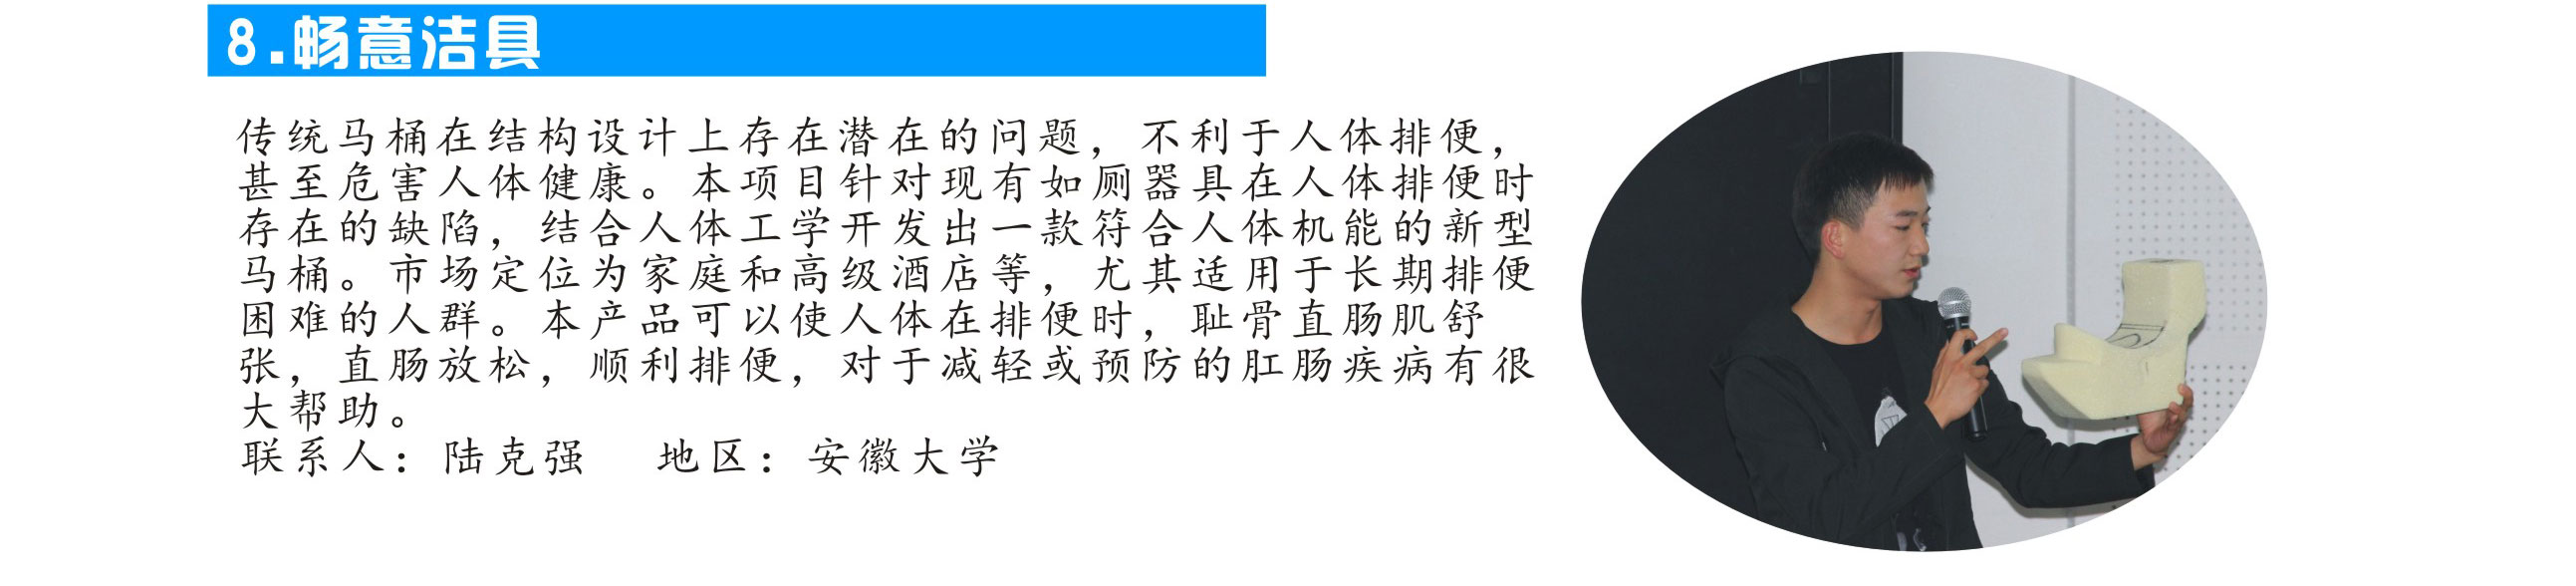 8.畅意洁具
传统马桶在结构设计上存在潜在的问题，不利于人体排便，
甚至危害人体健康。本项目针对现有如厕器具在人体排便时
存在的缺陷，结合人体工学开发出一款符合人体机能的新型
马桶。市场定位为家庭和高级酒店等，尤其适用于长期排便
困难的人群。本产品可以使人体在排便时，耻骨直肠肌舒
张，直肠放松，顺利排便，对于减轻或预防的肛肠疾病有很
大帮助。
联系人：陆克强 地区：安徽大学